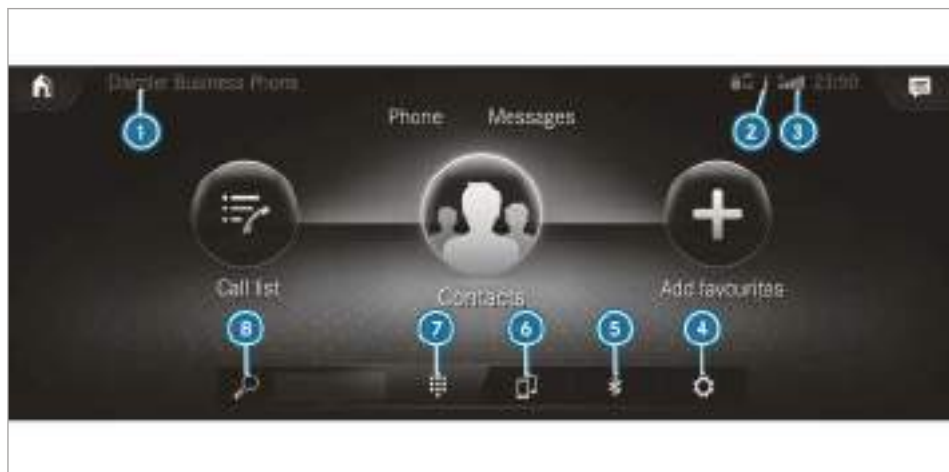 Daimler Business Phone 23:50
Phone Messages
1 2 3
Call list Contacts Add favourites
8 7 6 5 4